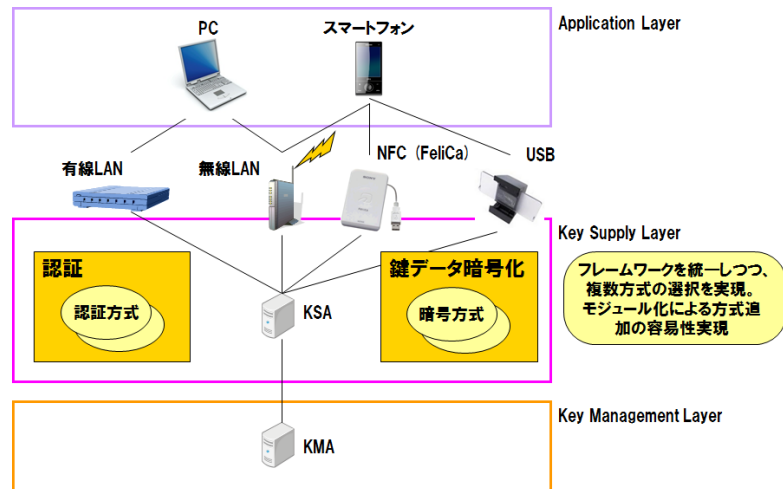 PC
スマートフォン
Application Layer
有線LAN
無線LAN
NFC（FeliCa）
USB
Key Supply Layer
認証
認証方式
KSA
鍵データ暗号化
暗号方式
フレームワークを統一しつつ、
複数方式の選択を実現。
モジュール化による方式追
加の容易性実現
Key Management Layer
KMA